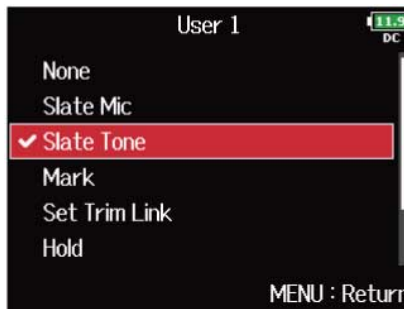 User 1
11.9
DC
None
Slate Mic
Slate Tone
Mark
Set Trim Link
Hold
MENU : Return